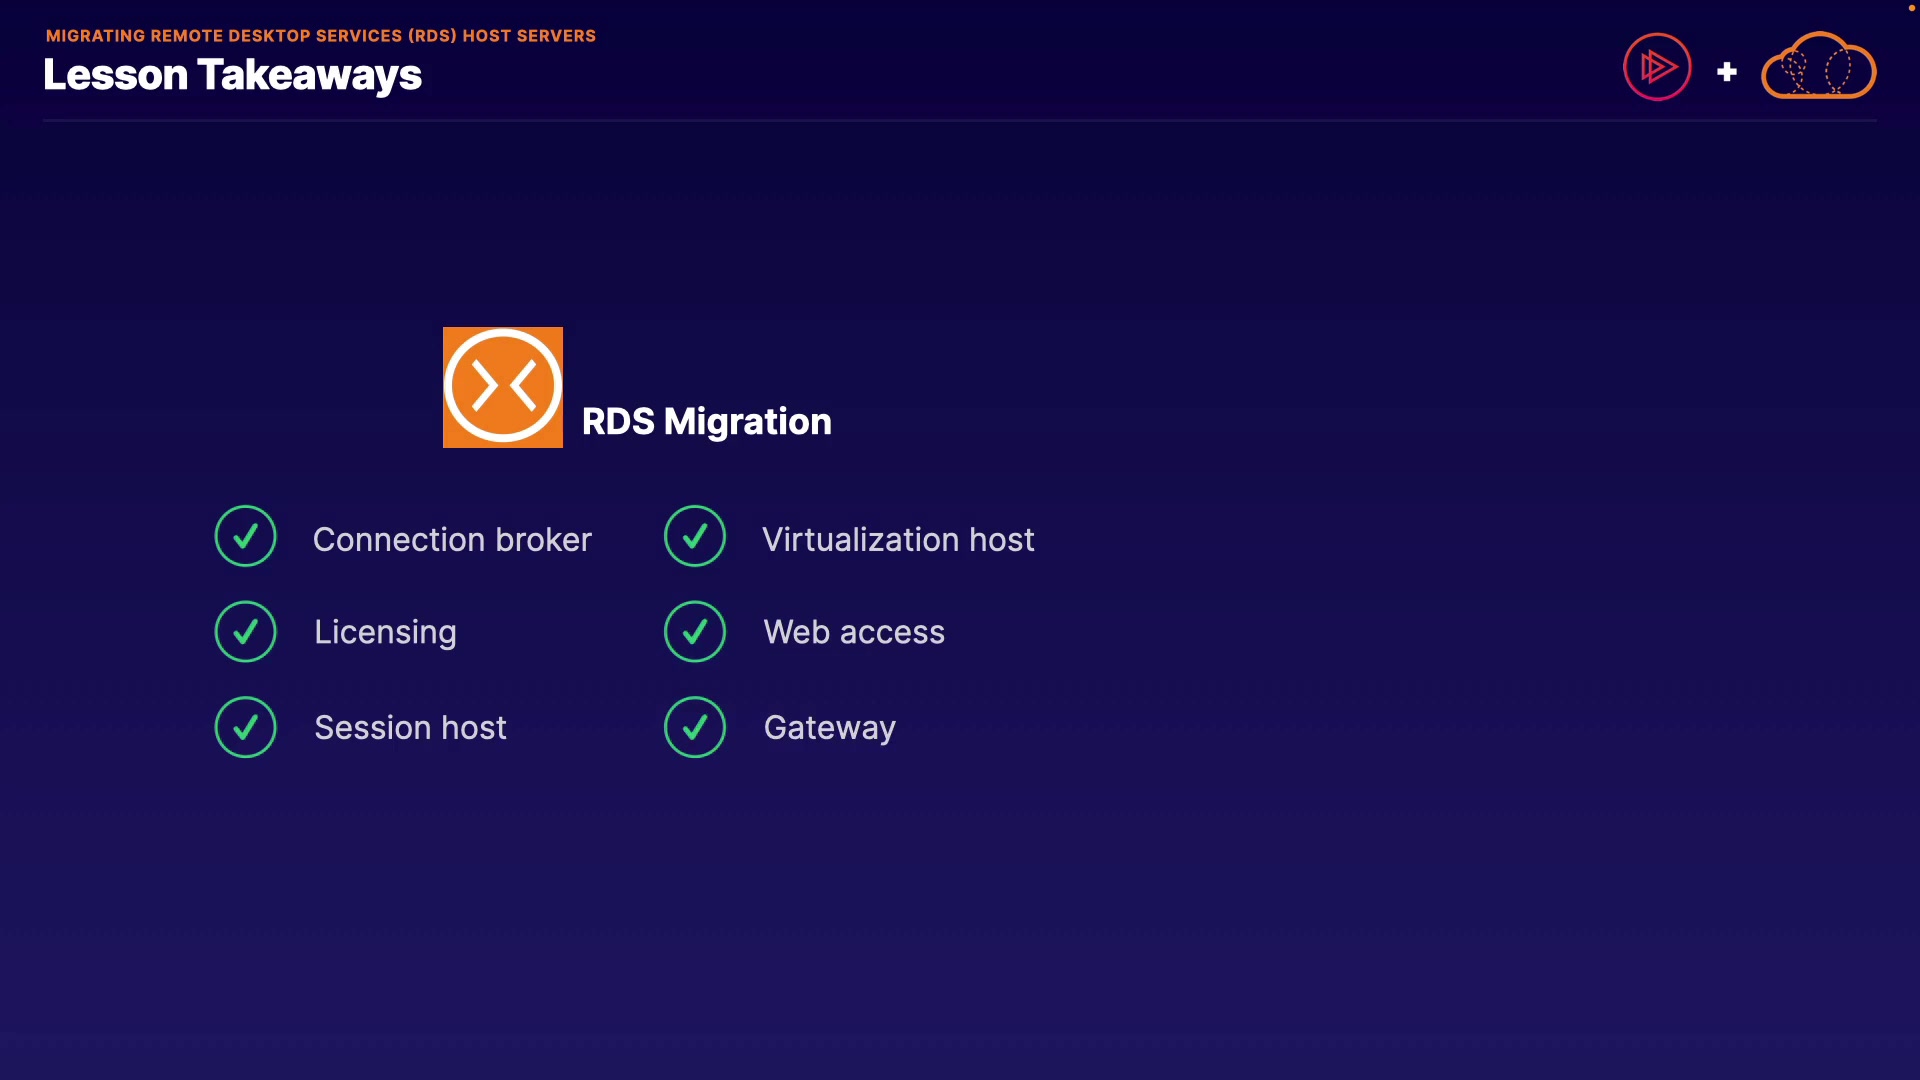 MIGRATING REMOTE DESKTOP SERVICES (RDS) HOST SERVERS
Lesson Takeaways
RDS Migration
Connection broker
Licensing
Session host
Virtualization host
Web access
Gateway